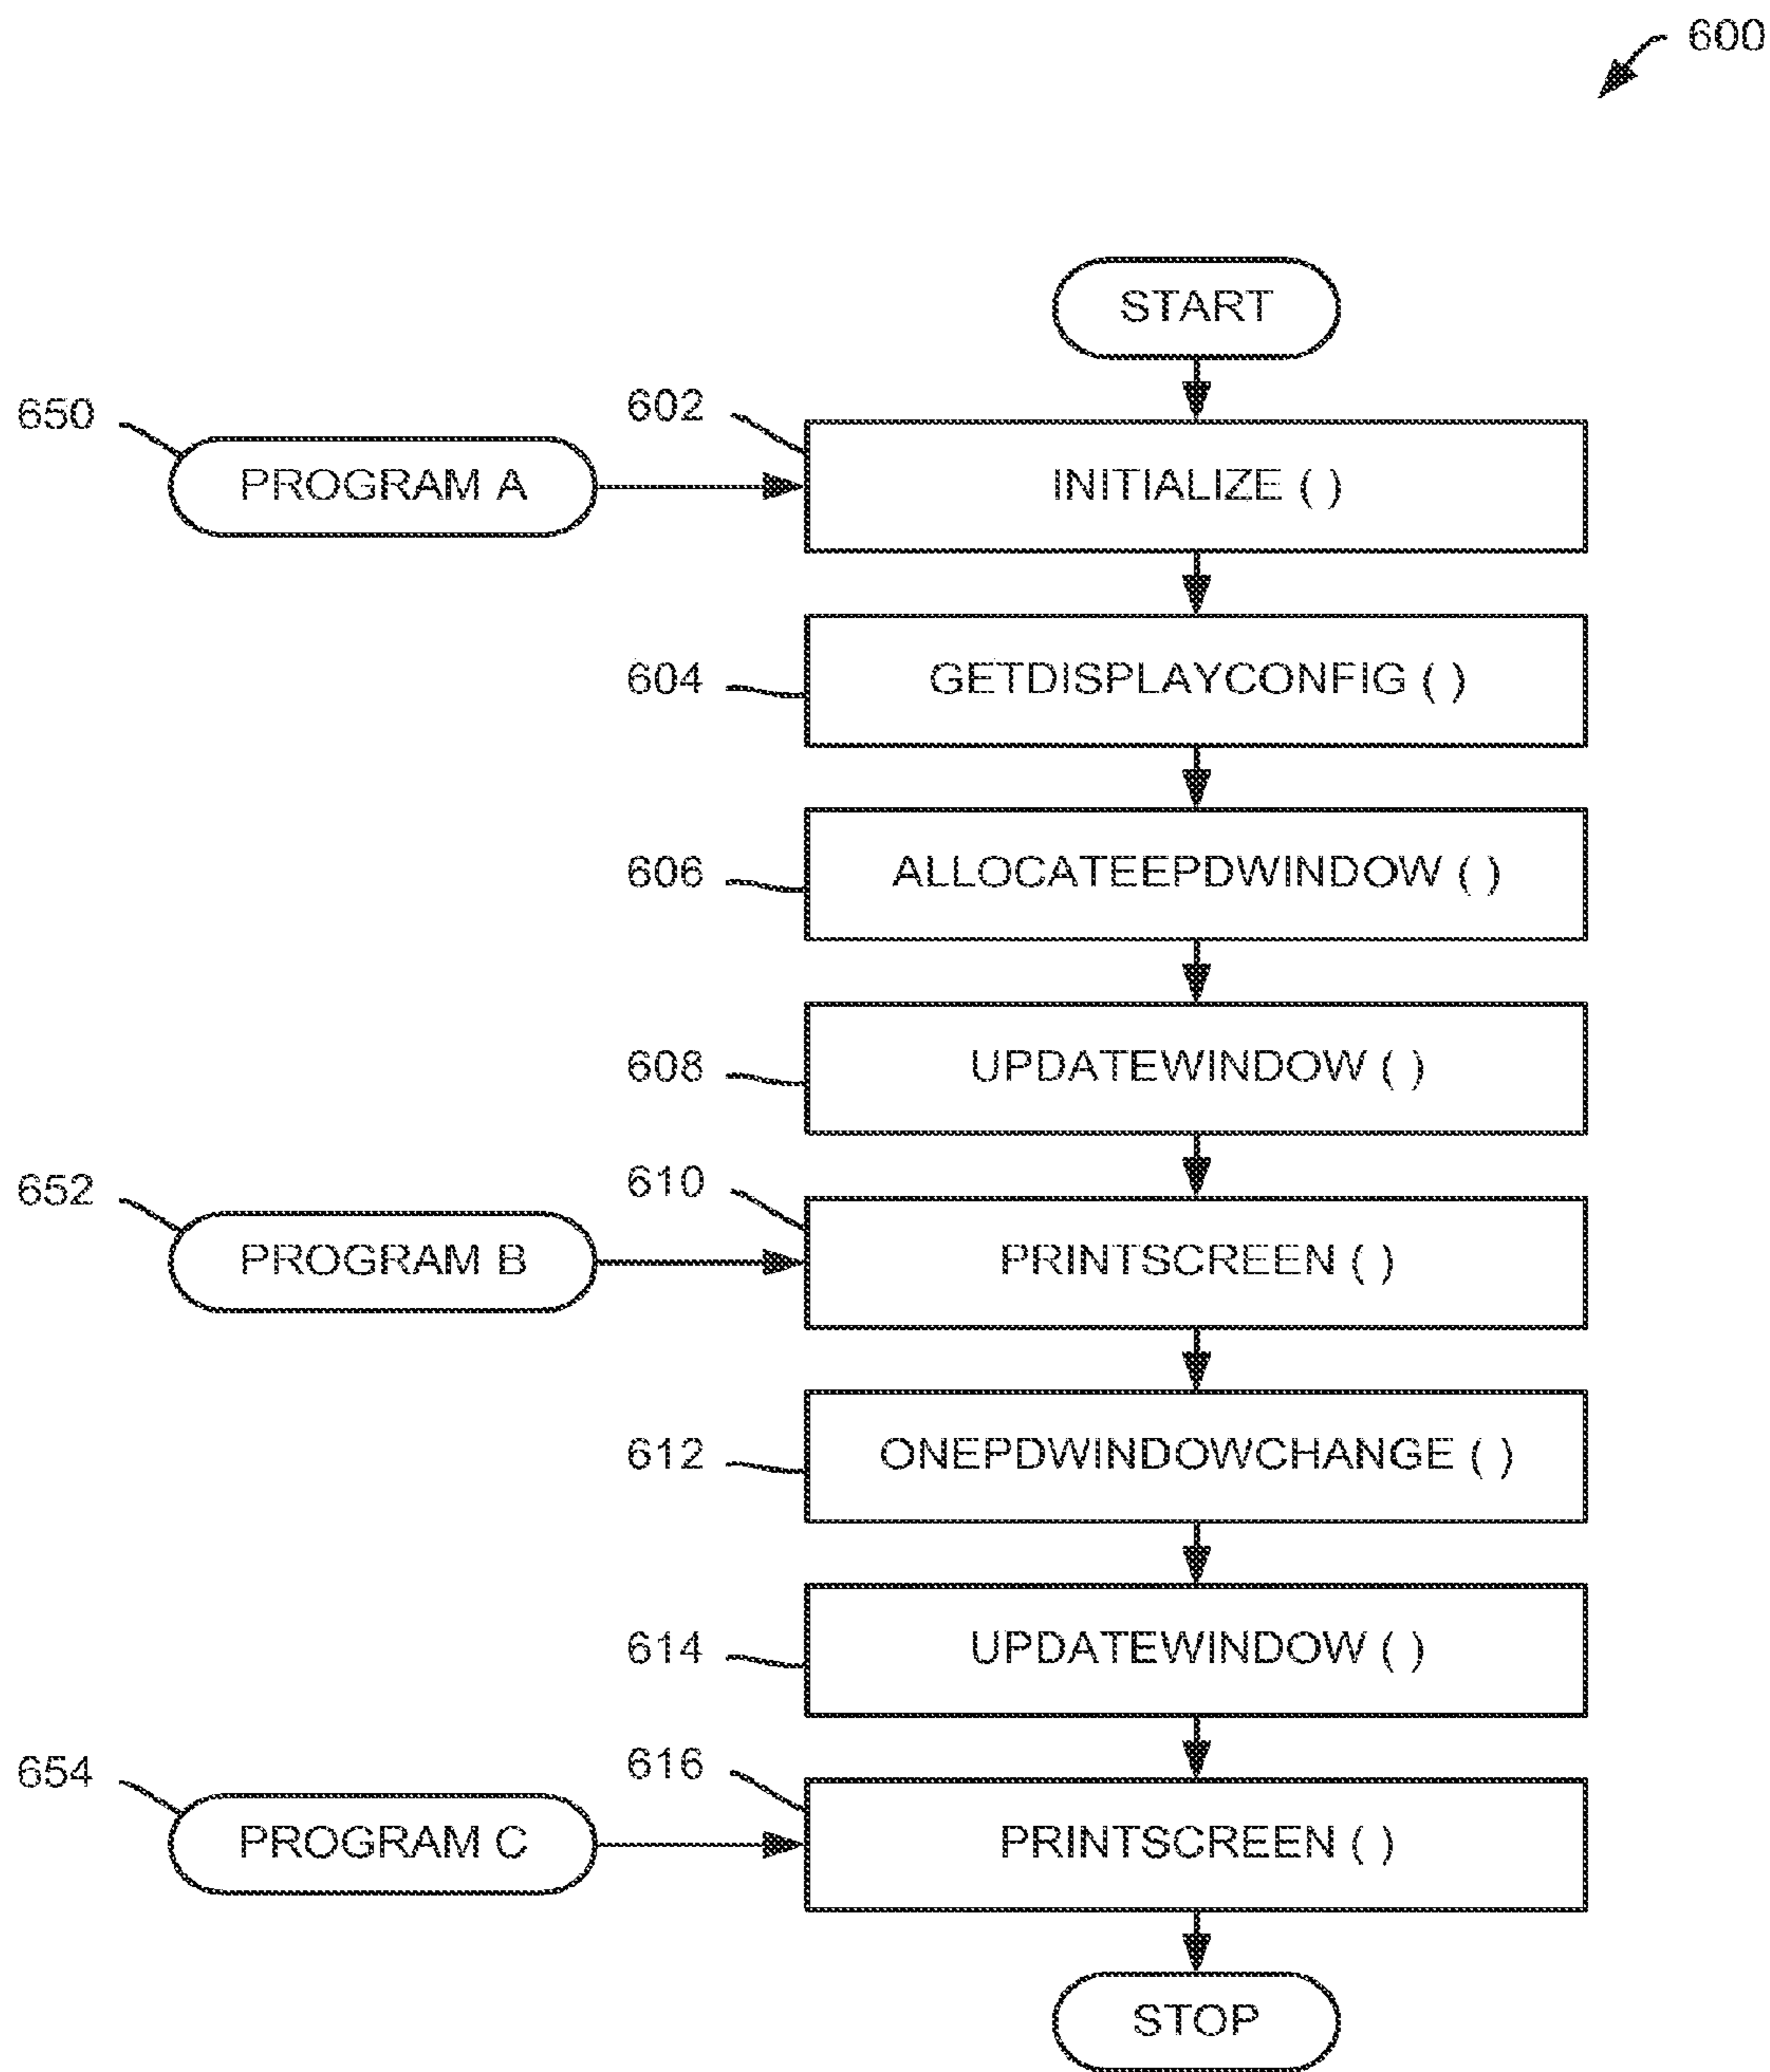 600
START
650
602
PROGRAM A
INITIALIZE ( )
604
GETDISPLAYCONFIG ( )
606
ALLOCATEEPDWINDOW ( )
608
UPDATEWINDOW ( )
652
610
PROGRAM B
PRINTSCREEN ( )
612
ONEPDWINDOWCHANGE ( )
614
UPDATEWINDOW ( )
654
616
PROGRAM C
PRINTSCREEN ( )
STOP